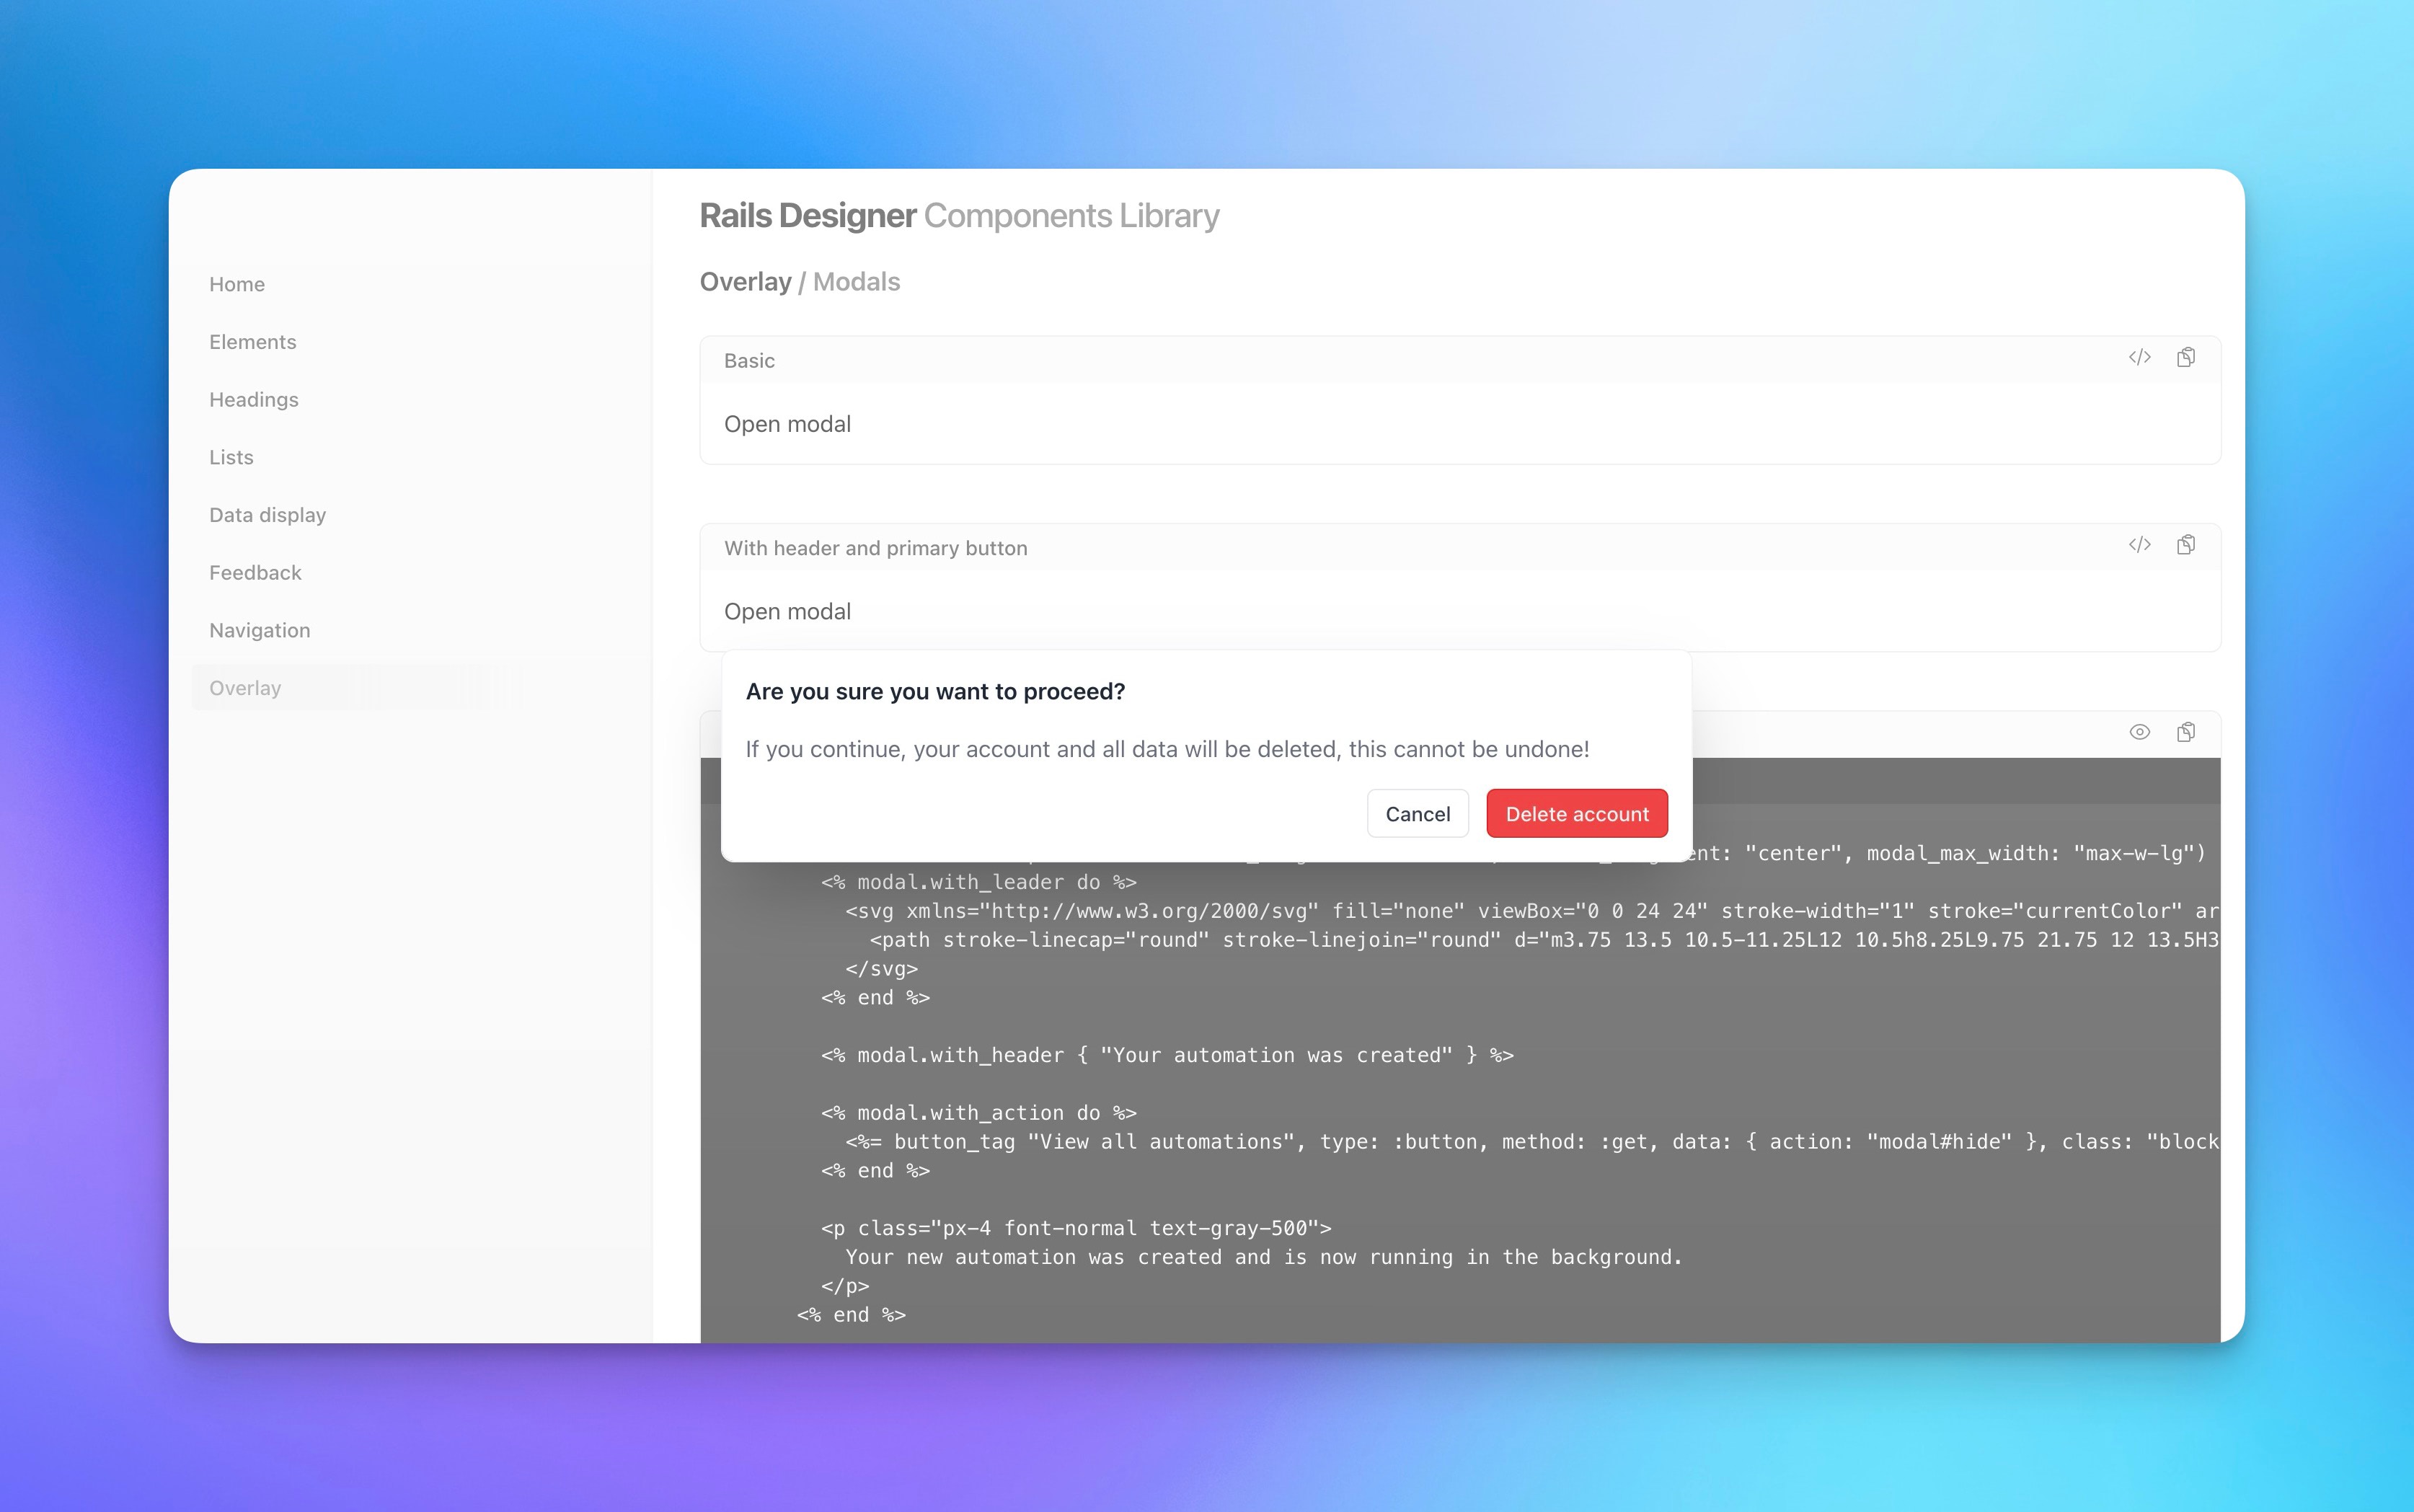 Rails Designer Components Library
Home
Elements
Headings
Lists
Data display
Feedback
Navigation
Overlay
Overlay / Modals
Basic
Open modal
With header and primary button
Open modal
Are you sure you want to proceed?
If you continue, your account and all data will be deleted, this cannot be undone!
Cancel
Delete account
ent: "center", modal_max_width: "max-w-lg")
<% modal.with_leader do %>
<svg xmlns="http://www.w3.org/2000/svg" fill="none" viewBox="0 0 24 24" stroke-width="1" stroke="currentColor" ar
<path stroke-linecap="round" stroke-linejoin="round" d="m3.75 13.5 10.5-11.25L12 10.5h8.25L9.75 21.75 12 13.5H3
</svg>
<% end %>
<% modal.with_header { "Your automation was created" } %>
<% modal.with_action do %>
<%= button_tag "View all automations", type: :button, method: :get, data: { action: "modal#hide" }, class: "block
<% end %>
<p class="px-4 font-normal text-gray-500">
Your new automation was created and is now running in the background.
</p>
<% end %>